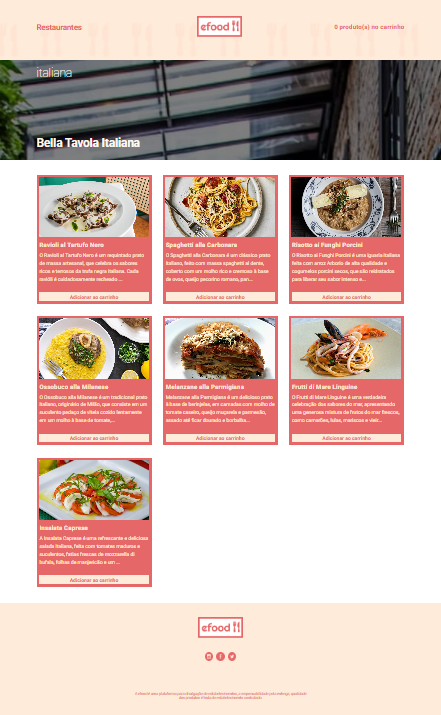 Restaurantes
efood
0 produto(s) no carrinho
italiana
Bella Tavola Italiana
Ravioli al Tartufo Nero
O Ravioli al Tartufo Nero é um requintado prato
de massa artesanal, que celebra os sabores
ricos e terrosos da trufa negra italiana. Cada
ravioli é cuidadosamente recheado ...
Adicionar ao carrinho
Spaghetti alla Carbonara
O Spaghetti alla Carbonara é um clássico prato
italiano, feito com massa spaghetti al dente,
coberta com um molho rico e cremoso à base
de ovos, queijo pecorino romano, pan...
Adicionar ao carrinho
Risotto ai Funghi Porcini
O Risotto ai Funghi Porcini é uma iguaria italiana
feita com arroz Arborio de alta qualidade e
cogumelos porcini secos, que são reidratados
para liberar seu sabor intenso e...
Adicionar ao carrinho
Ossobuco alla Milanese
O Ossobuco alla Milanese é um tradicional prato
italiano, originário de Milão, que consiste em um
suculento pedaço de vitela cozido lentamente
em um molho à base de tomate,...
Adicionar ao carrinho
Melanzane alla Parmigiana
Melanzane alla Parmigiana é um delicioso prato
à base de berinjelas, em camadas com molho de
tomate caseiro, queijo muçarela e parmesão,
assado até ficar dourado e borbulha...
Adicionar ao carrinho
Frutti di Mare Linguine
O Frutti di Mare Linguine é uma verdadeira
celebração dos sabores do mar, apresentando
uma generosa mistura de frutos do mar frescos,
como camarões, lulas, mariscos e vieir...
Adicionar ao carrinho
Insalata Caprese
A Insalata Caprese é uma refrescante e deliciosa
salada italiana, feita com tomates maduros e
suculentos, fatias frescas de mozzarella di
bufala, folhas de manjericão e um ...
Adicionar ao carrinho
efood